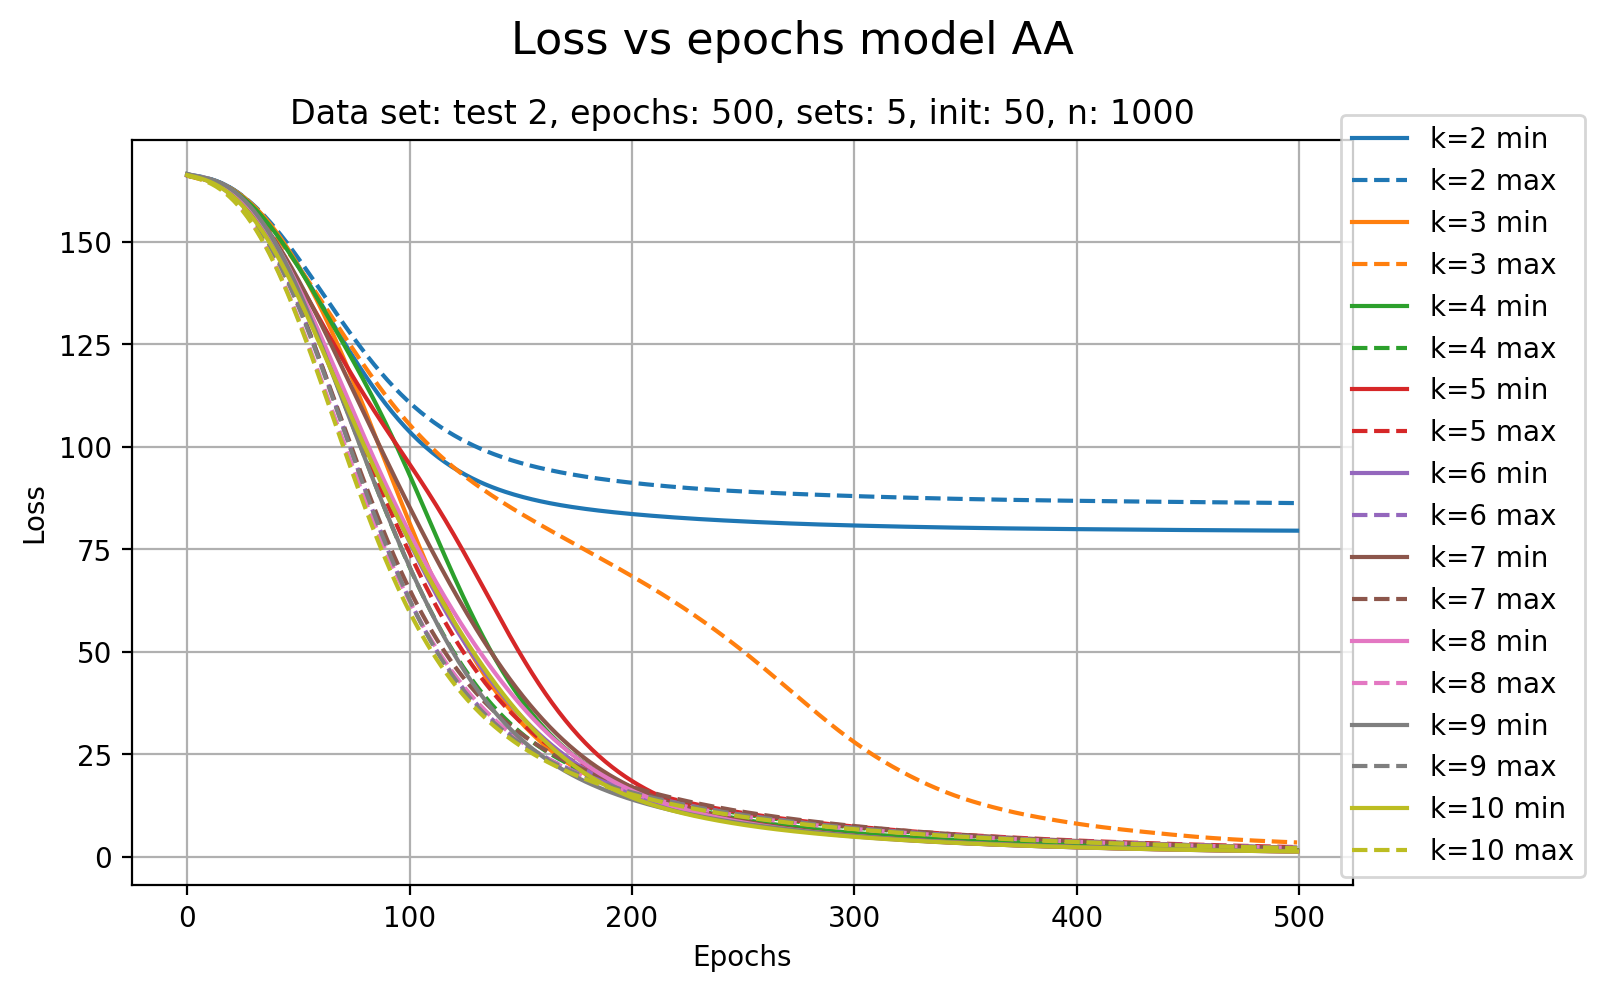 Loss vs epochs model AA
Data set: test 2, epochs: 500, sets: 5, init: 50, n: 1000
Loss
150
125
100
75
50
25
0
0 100 200 300 400 500
Epochs
k=2 min
k=2 max
k=3 min
k=3 max
k=4 min
k=4 max
k=5 min
k=5 max
k=6 min
k=6 max
k=7 min
k=7 max
k=8 min
k=8 max
k=9 min
k=9 max
k=10 min
k=10 max